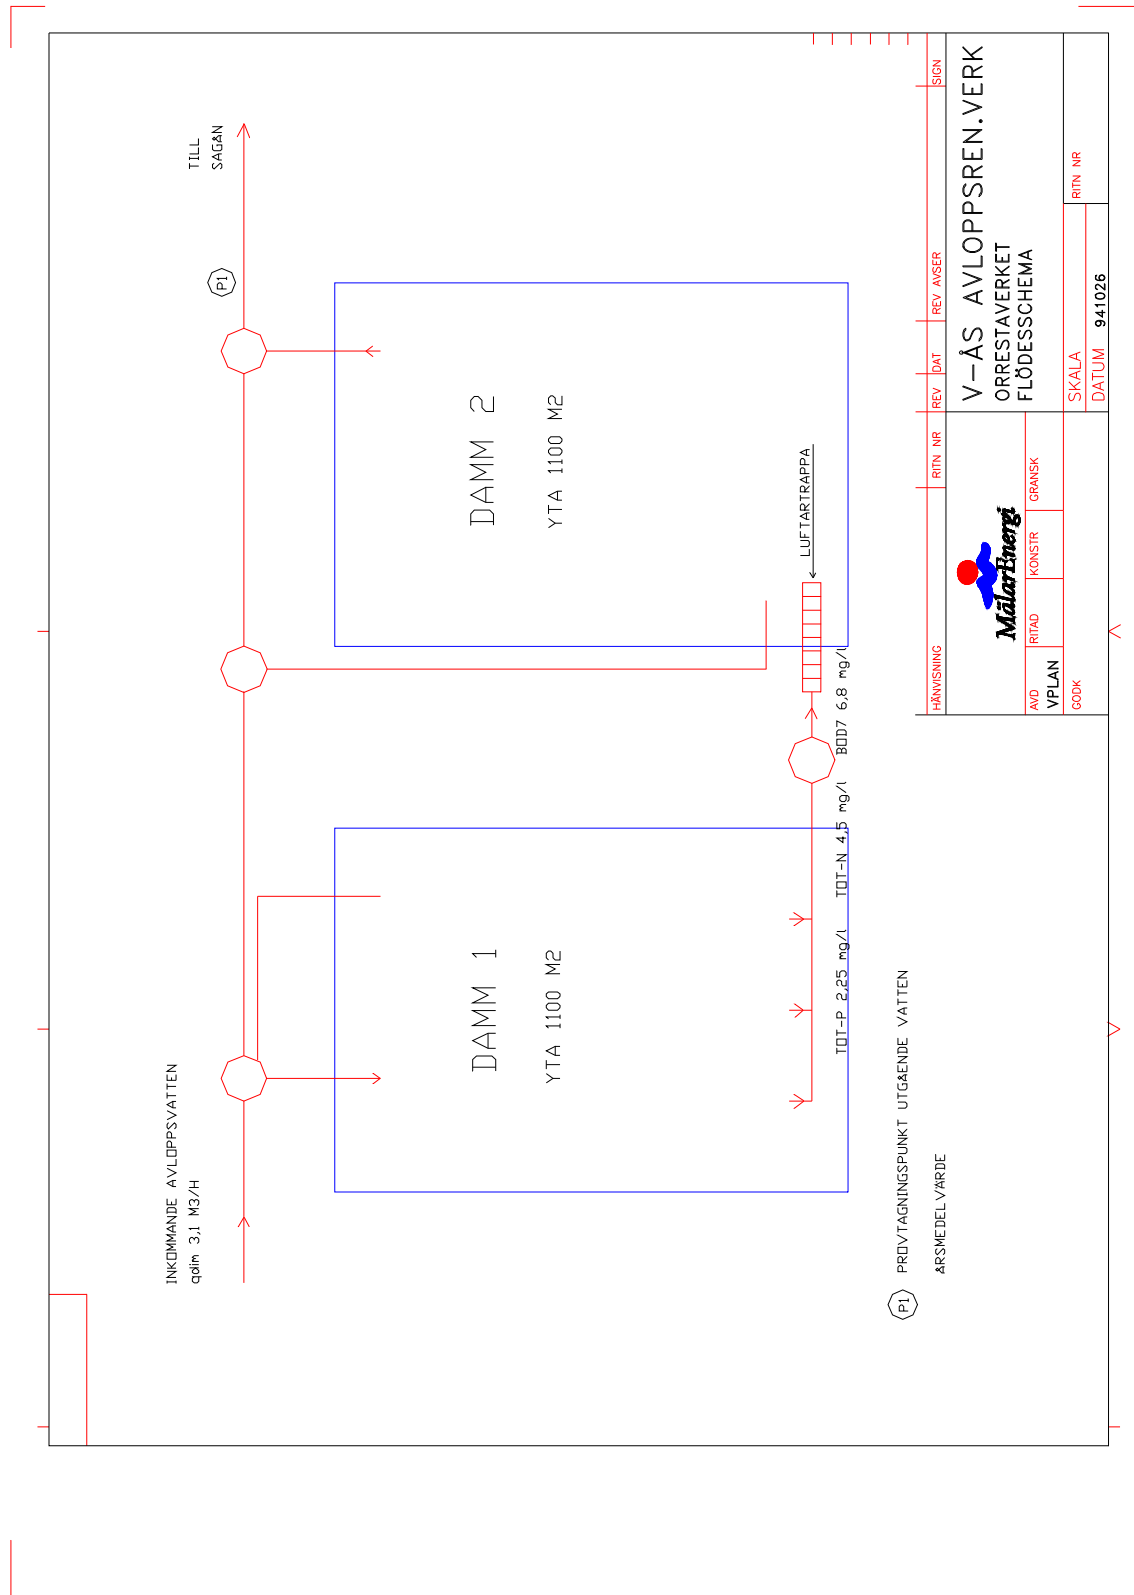 INKOMMANDE AVLOPPSVATTEN
qdim 3,1 M3/H
TILL
SAGÅN
P1
DAMM 1
YTA 1100 M2
DAMM 2
YTA 1100 M2
LUFTARTRAPPA
TOT-P 2,25 mg/l TOT-N 4,5 mg/l BOD7 6,8 mg/l
P1 PROVTAGNINGSPUNKT UTGÅENDE VATTEN
ÅRSMEDELVÄRDE
HÄNVISNING RITN NR REV DAT REV AVSER SIGN
MälarEnergi
AVD RITAD KONSTR GRANSK
VPLAN
GODK
V-ÅS AVLOPPSREN.VERK
ORRESTAVERKET
FLÖDESSCHEMA
SKALA RITN NR
DATUM 941026